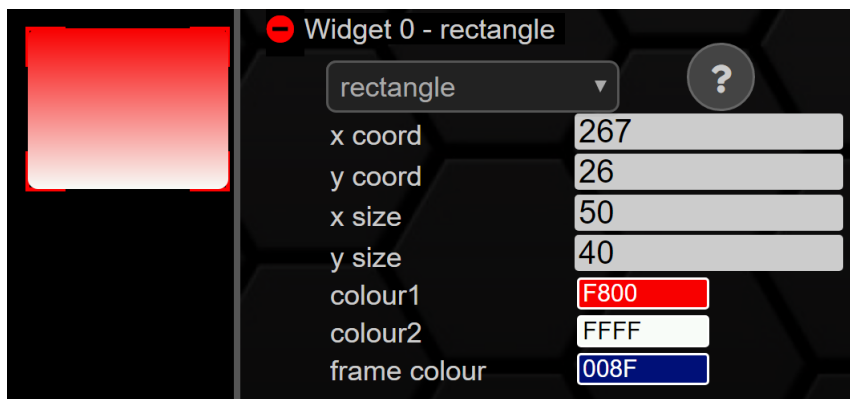 Widget 0 - rectangle
rectangle ▼ ?
x coord 267
y coord 26
x size 50
y size 40
colour1 F800
colour2 FFFF
frame colour 008F